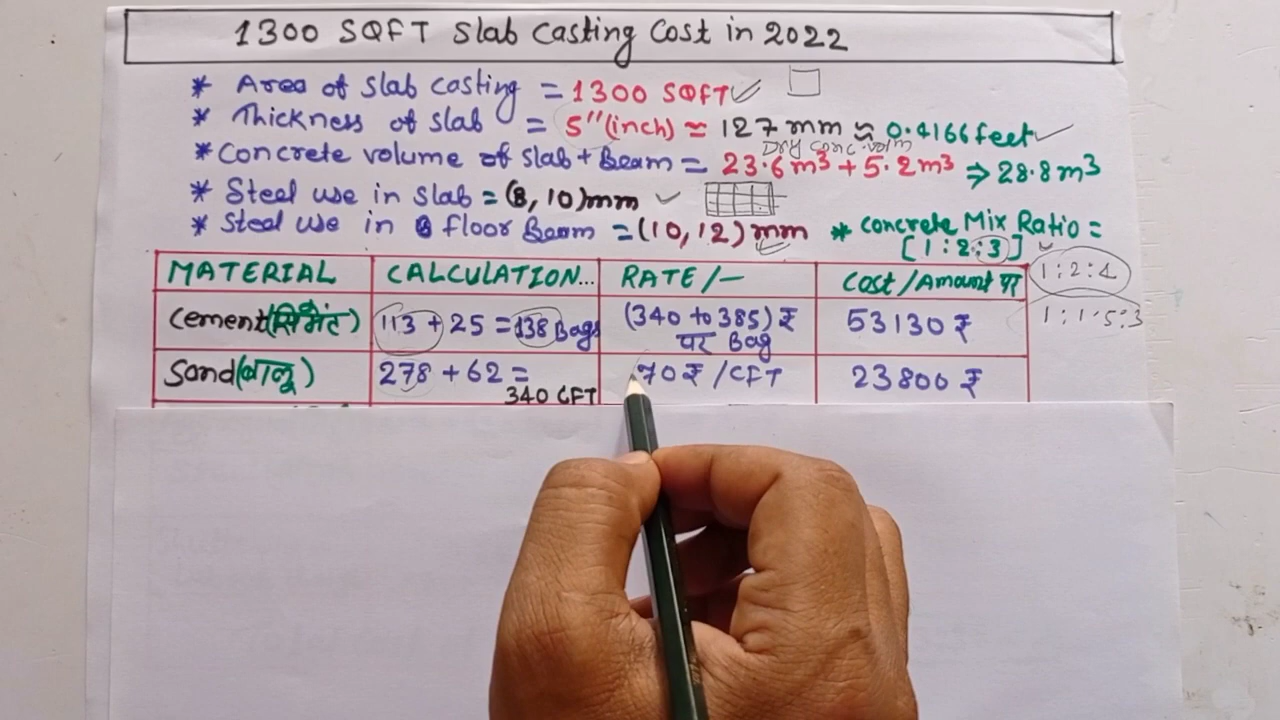 1300 SQFT Slab Casting Cost in 2022
* Area of slab casting = 1300 SQFT
* Thickness of slab = 5"(inch) ≈ 127 mm ≈ 0.4166 feet
Dry conc. volm
* Concrete volume of slab + Beam = 23.6 m³ + 5.2 m³ ⇒ 28.8 m³
* Steel use in slab = (8, 10) mm
* Steel use in floor Beam = (10, 12) mm * Concrete Mix Ratio =
[1:2:3]
1:2:4
1:1.5:3
MATERIAL CALCULATION... RATE /- Cost/Amount पर
Cement(सिमेंट) 113 + 25 = 138 Bags (340 to 385) ₹ 53130 ₹
पर Bag
Sand(बालू) 278 + 62 = 70 ₹ /CFT 23800 ₹
340 CFT